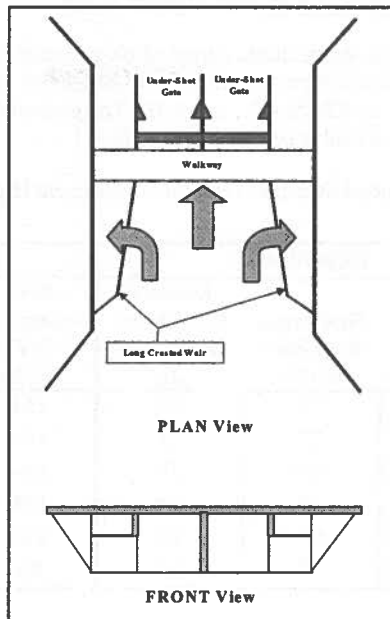 Under-Shot Under-Shot
Gate Gate
Walkway
Long Crested Weir
PLAN View
FRONT View